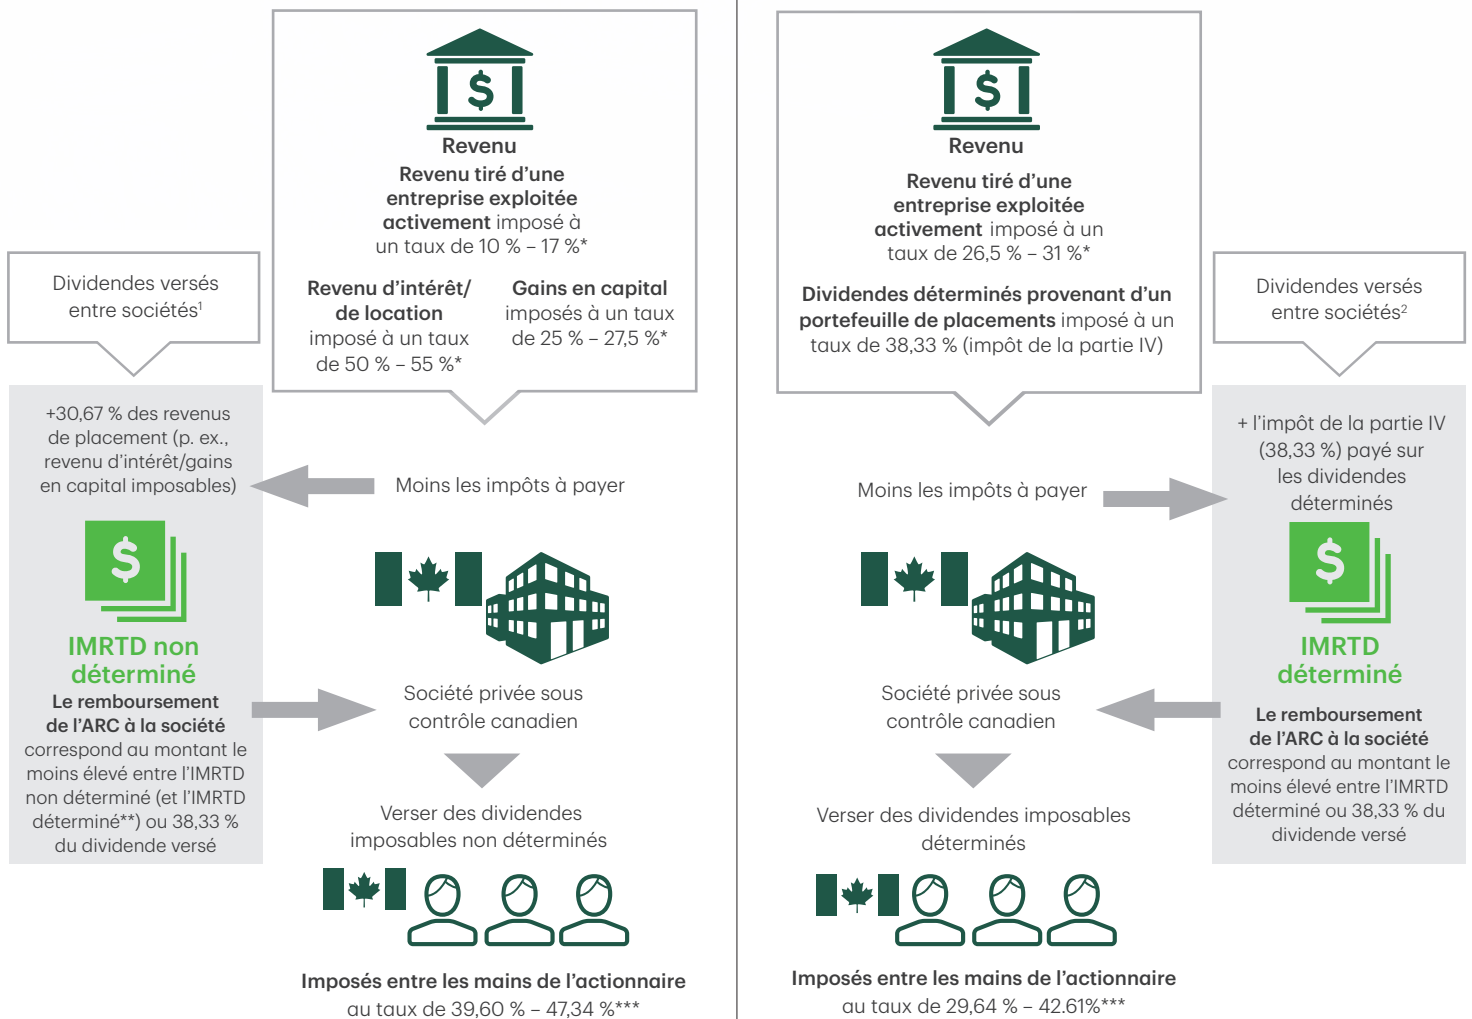 Revenu
Revenu tiré d’une
entreprise exploitée
activement imposé à
un taux de 10 % – 17 %*
Revenu d’intérêt/
de location
imposé à un taux
de 50 % – 55 %*
Gains en capital
imposés à un taux
de 25 % – 27,5 %*
Dividendes versés
entre sociétés¹
+30,67 % des revenus
de placement (p. ex.,
revenu d’intérêt/gains
en capital imposables)
Moins les impôts à payer
$
IMRTD non
déterminé
Le remboursement
de l’ARC à la société
correspond au montant le
moins élevé entre l’IMRTD
non déterminé (et l’IMRTD
déterminé**) ou 38,33 %
du dividende versé
Société privée sous
contrôle canadien
Verser des dividendes
imposables non déterminés
Imposés entre les mains de l’actionnaire
au taux de 39,60 % – 47,34 %***
$
Revenu
Revenu tiré d’une
entreprise exploitée
activement imposé à un
taux de 26,5 % – 31 %*
Dividendes déterminés provenant d’un
portefeuille de placements imposé à un
taux de 38,33 % (impôt de la partie IV)
Dividendes versés
entre sociétés²
+ l’impôt de la partie IV
(38,33 %) payé sur
les dividendes
déterminés
Moins les impôts à payer
$
IMRTD
déterminé
Le remboursement
de l’ARC à la société
correspond au montant le
moins élevé entre l’IMRTD
déterminé ou 38,33 % du
dividende versé
Société privée sous
contrôle canadien
Verser des dividendes imposables
déterminés
Imposés entre les mains de l’actionnaire
au taux de 29,64 % – 42.61%***
$